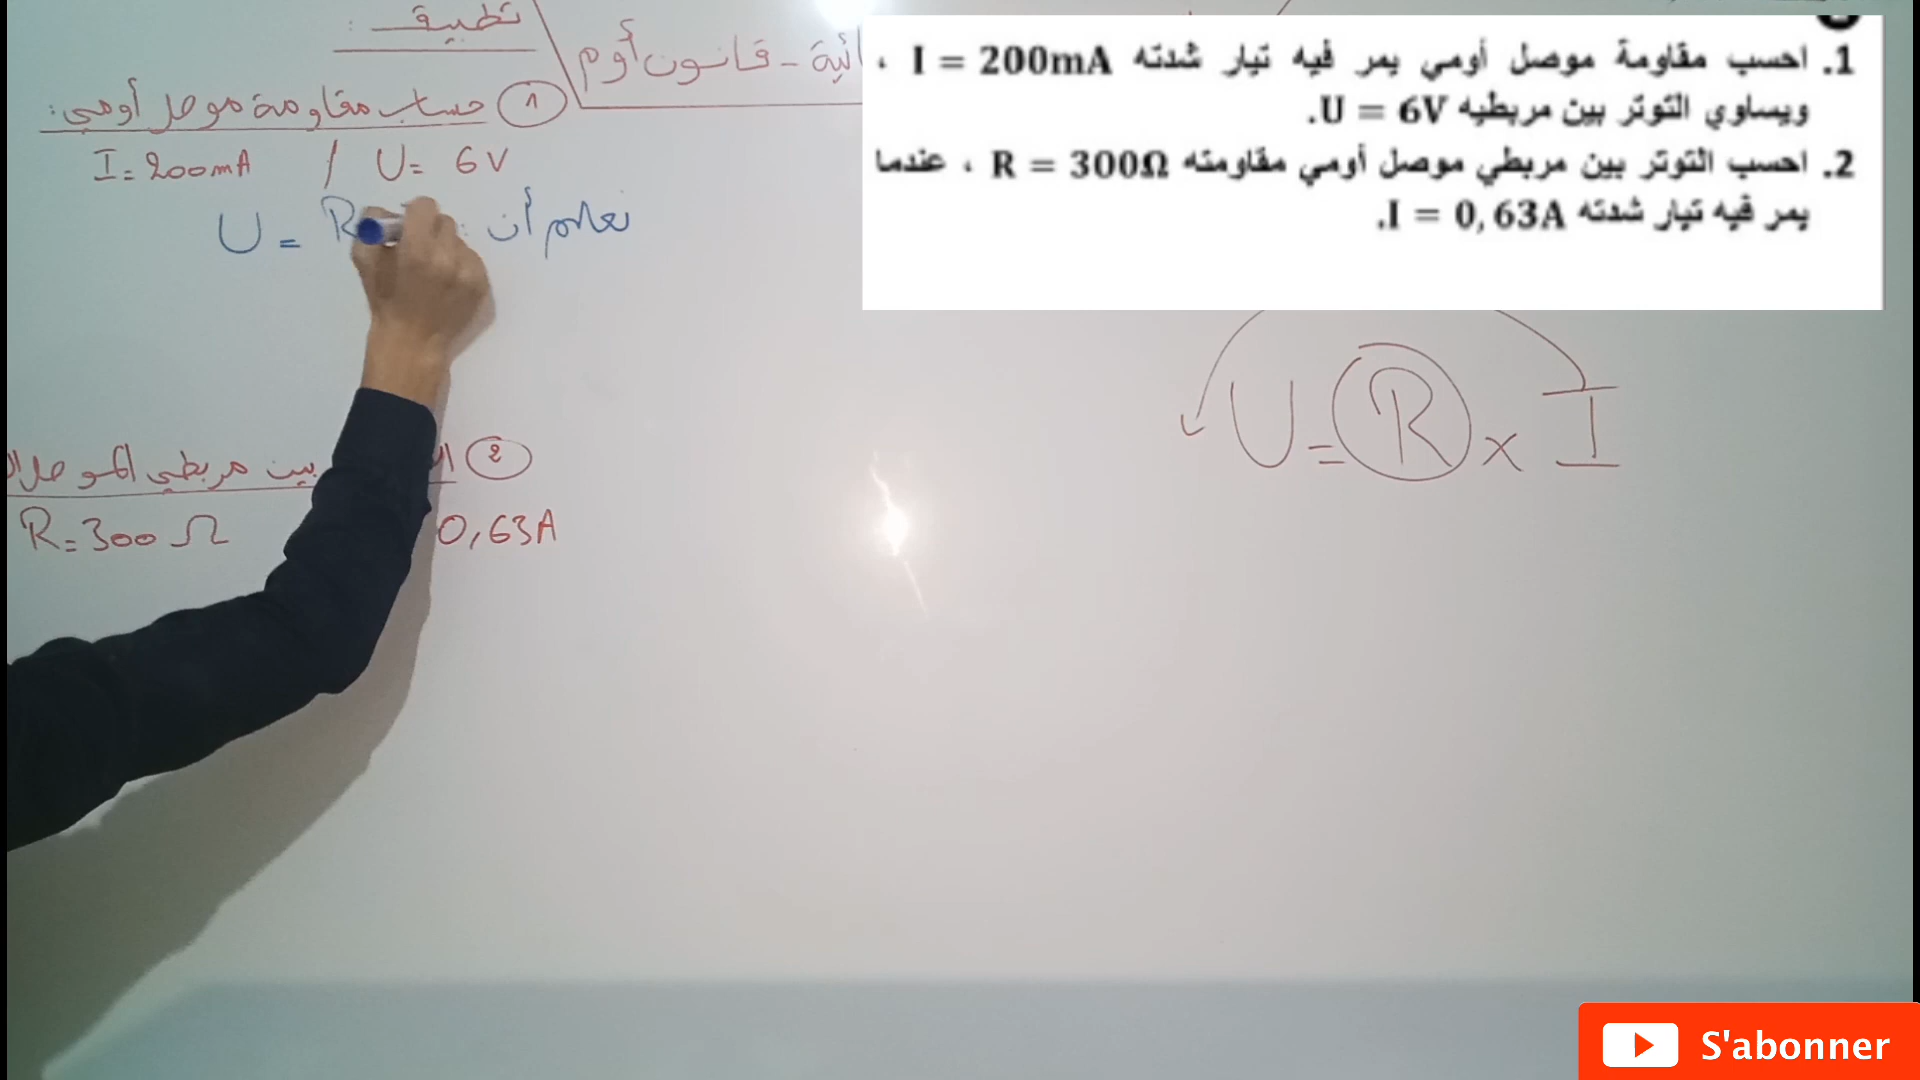 تطبيق :
ائية - قانون أوم
1 حساب مقاومة موصل أومي :
I = 200mA / U = 6V
نعلم أن : U = R
2 بين مربطي الموصل
R = 300 Ω 0,63A
1. احسب مقاومة موصل أومي يمر فيه تيار شدته I = 200mA ،
ويساوي التوتر بين مربطيه U = 6V.
2. احسب التوتر بين مربطي موصل أومي مقاومته R = 300Ω ، عندما
يمر فيه تيار شدته I = 0,63A.
U = R × I
S'abonner